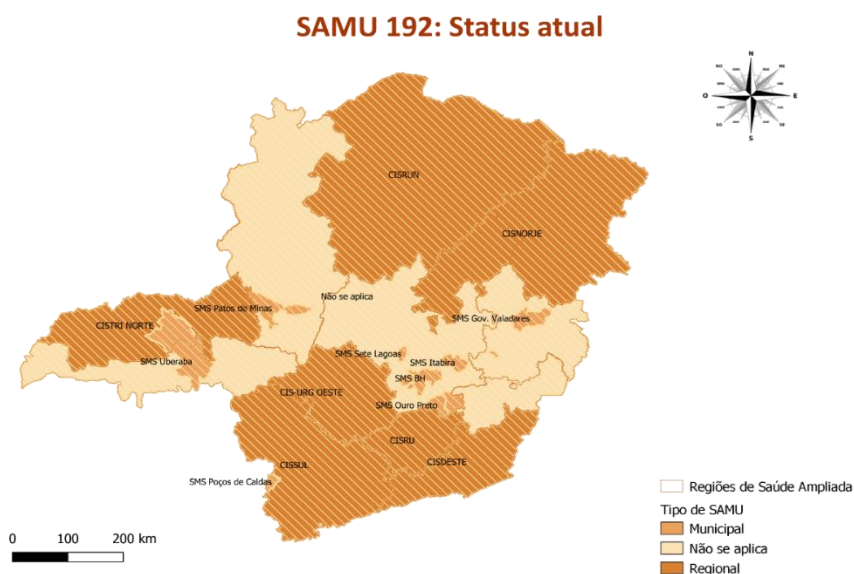 SAMU 192: Status atual
N
O
E
S
CISRUN
CISNORJE
Não se aplica
SMS Patos de Minas
SMS Gov. Valadares
CISTRI NORTE
SMS Sete Lagoas
SMS Uberaba
SMS Itabira
SMS BH
CIS-URG OESTE
SMS Ouro Preto
CISRU
CISSUL
CISDESTE
SMS Poços de Caldas
Regiões de Saúde Ampliada
Tipo de SAMU
Municipal
Não se aplica
Regional
0 100 200 km